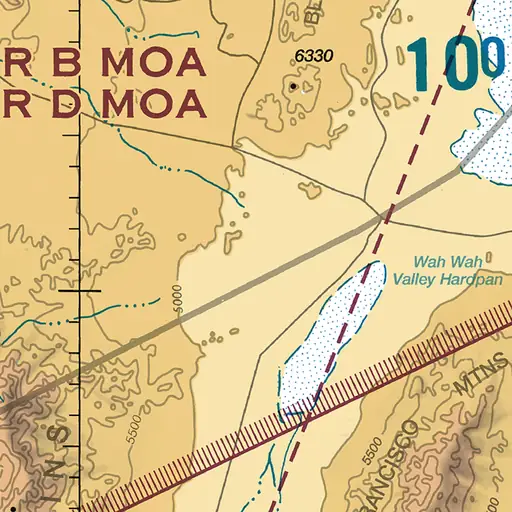 6330
R B MOA
R D MOA
10⁰
Wah Wah
Valley Hardpan
5000
5500
5500
MTNS